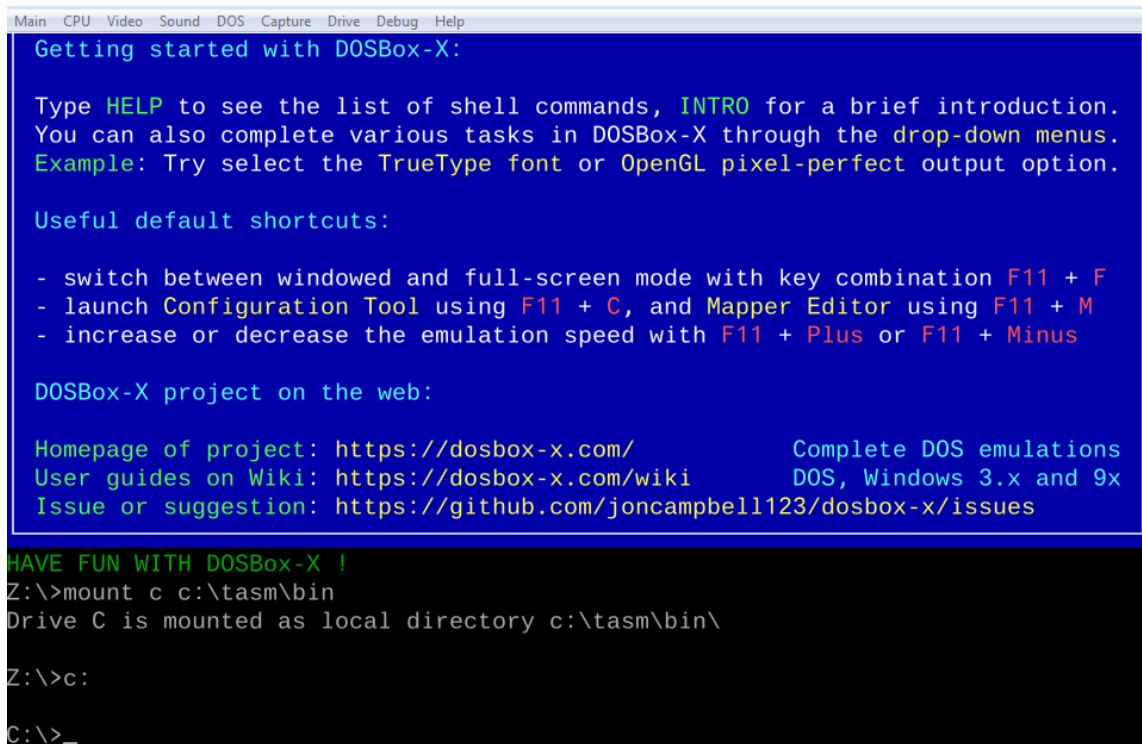 Main CPU Video Sound DOS Capture Drive Debug Help
Getting started with DOSBox-X:
Type HELP to see the list of shell commands, INTRO for a brief introduction.
You can also complete various tasks in DOSBox-X through the drop-down menus.
Example: Try select the TrueType font or OpenGL pixel-perfect output option.
Useful default shortcuts:
- switch between windowed and full-screen mode with key combination F11 + F
- launch Configuration Tool using F11 + C, and Mapper Editor using F11 + M
- increase or decrease the emulation speed with F11 + Plus or F11 + Minus
DOSBox-X project on the web:
Homepage of project: https://dosbox-x.com/ Complete DOS emulations
User guides on Wiki: https://dosbox-x.com/wiki DOS, Windows 3.x and 9x
Issue or suggestion: https://github.com/joncampbell123/dosbox-x/issues
HAVE FUN WITH DOSBox-X !
Z:\>mount c c:\tasm\bin
Drive C is mounted as local directory c:\tasm\bin\
Z:\>c:
C:\>_